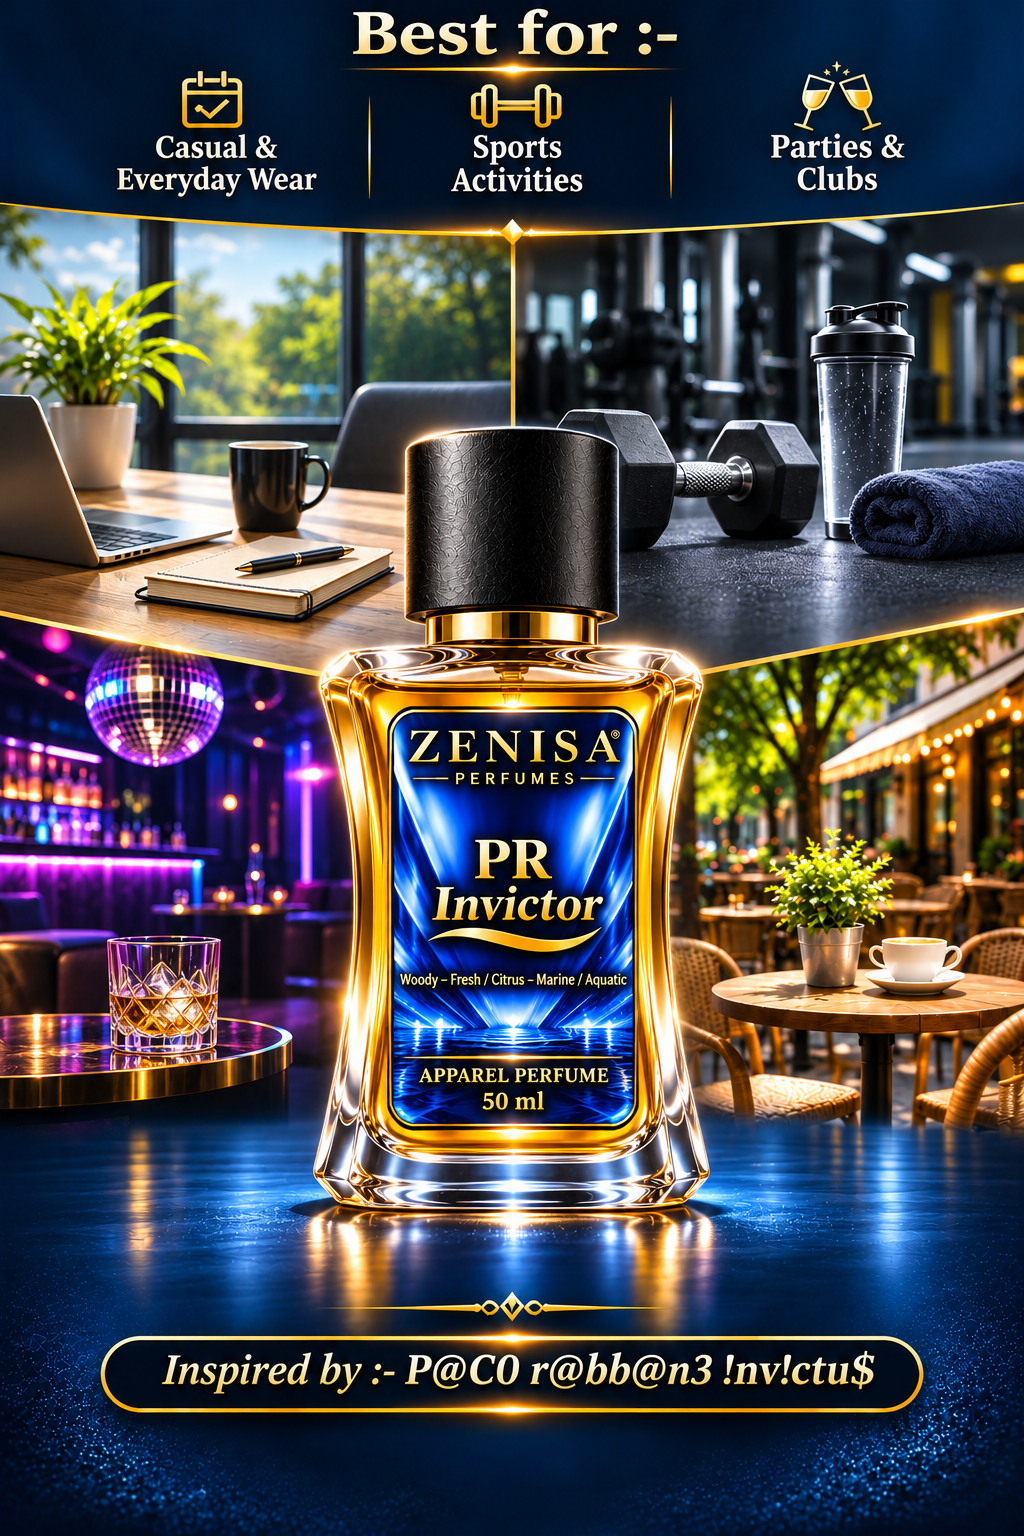 Best for :-
Casual &
Everyday Wear
Sports
Activities
Parties &
Clubs
ZENISA®
PERFUMES
PR
Invictor
Woody – Fresh / Citrus – Marine / Aquatic
APPAREL PERFUME
50 ml
Inspired by :- P@C0 r@bb@n3 !nv!ctu$